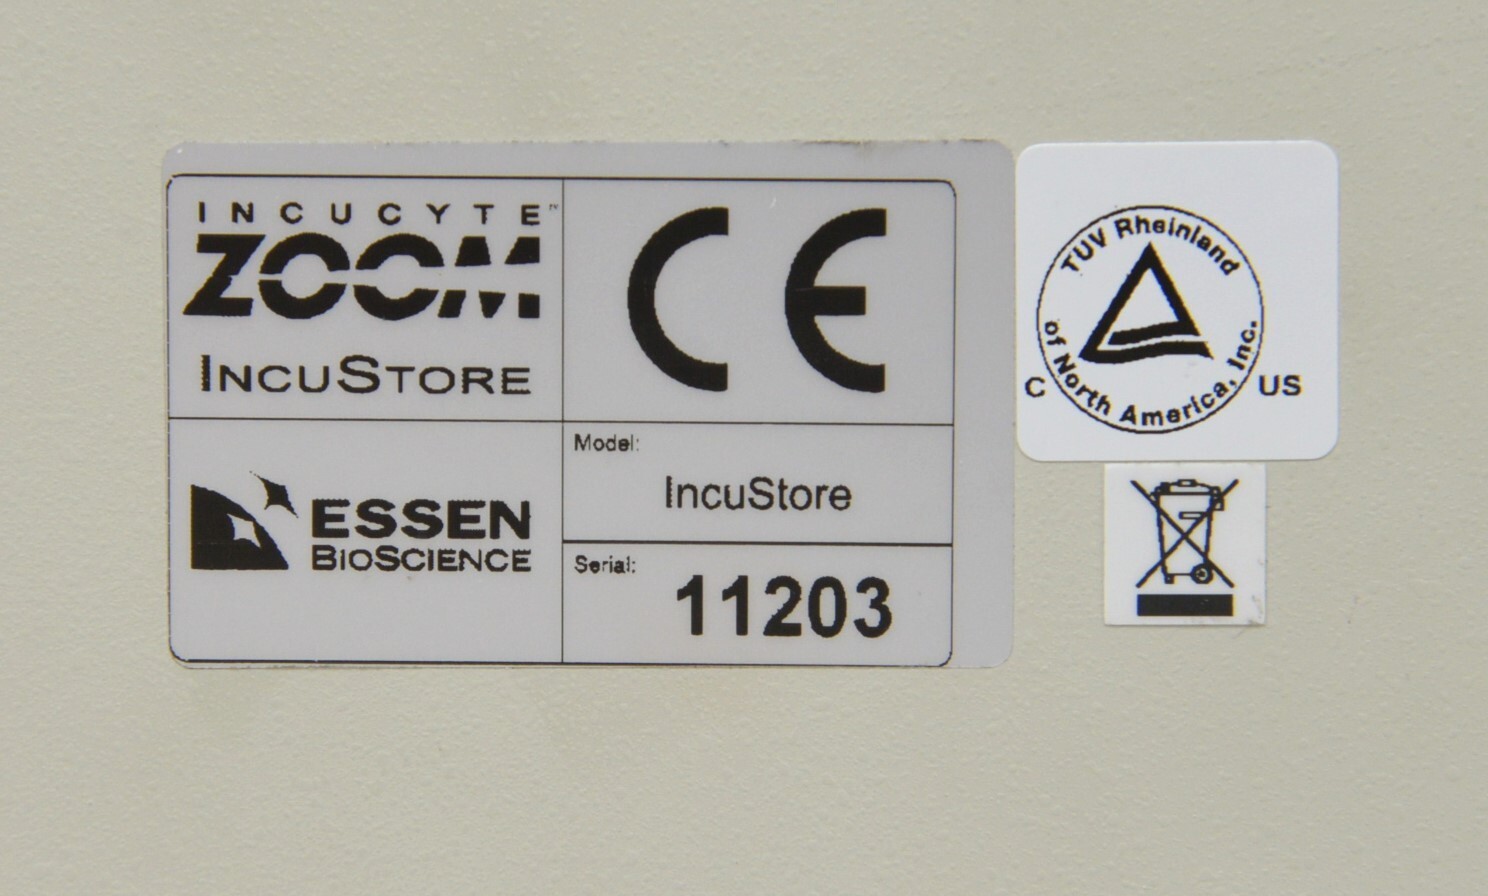 INCUCYTE™
ZOOM
INCUSTORE
CE
ESSEN
BIOSCIENCE
Model:
IncuStore
Serial:
11203
TUV Rheinland
of North America, Inc.
C US